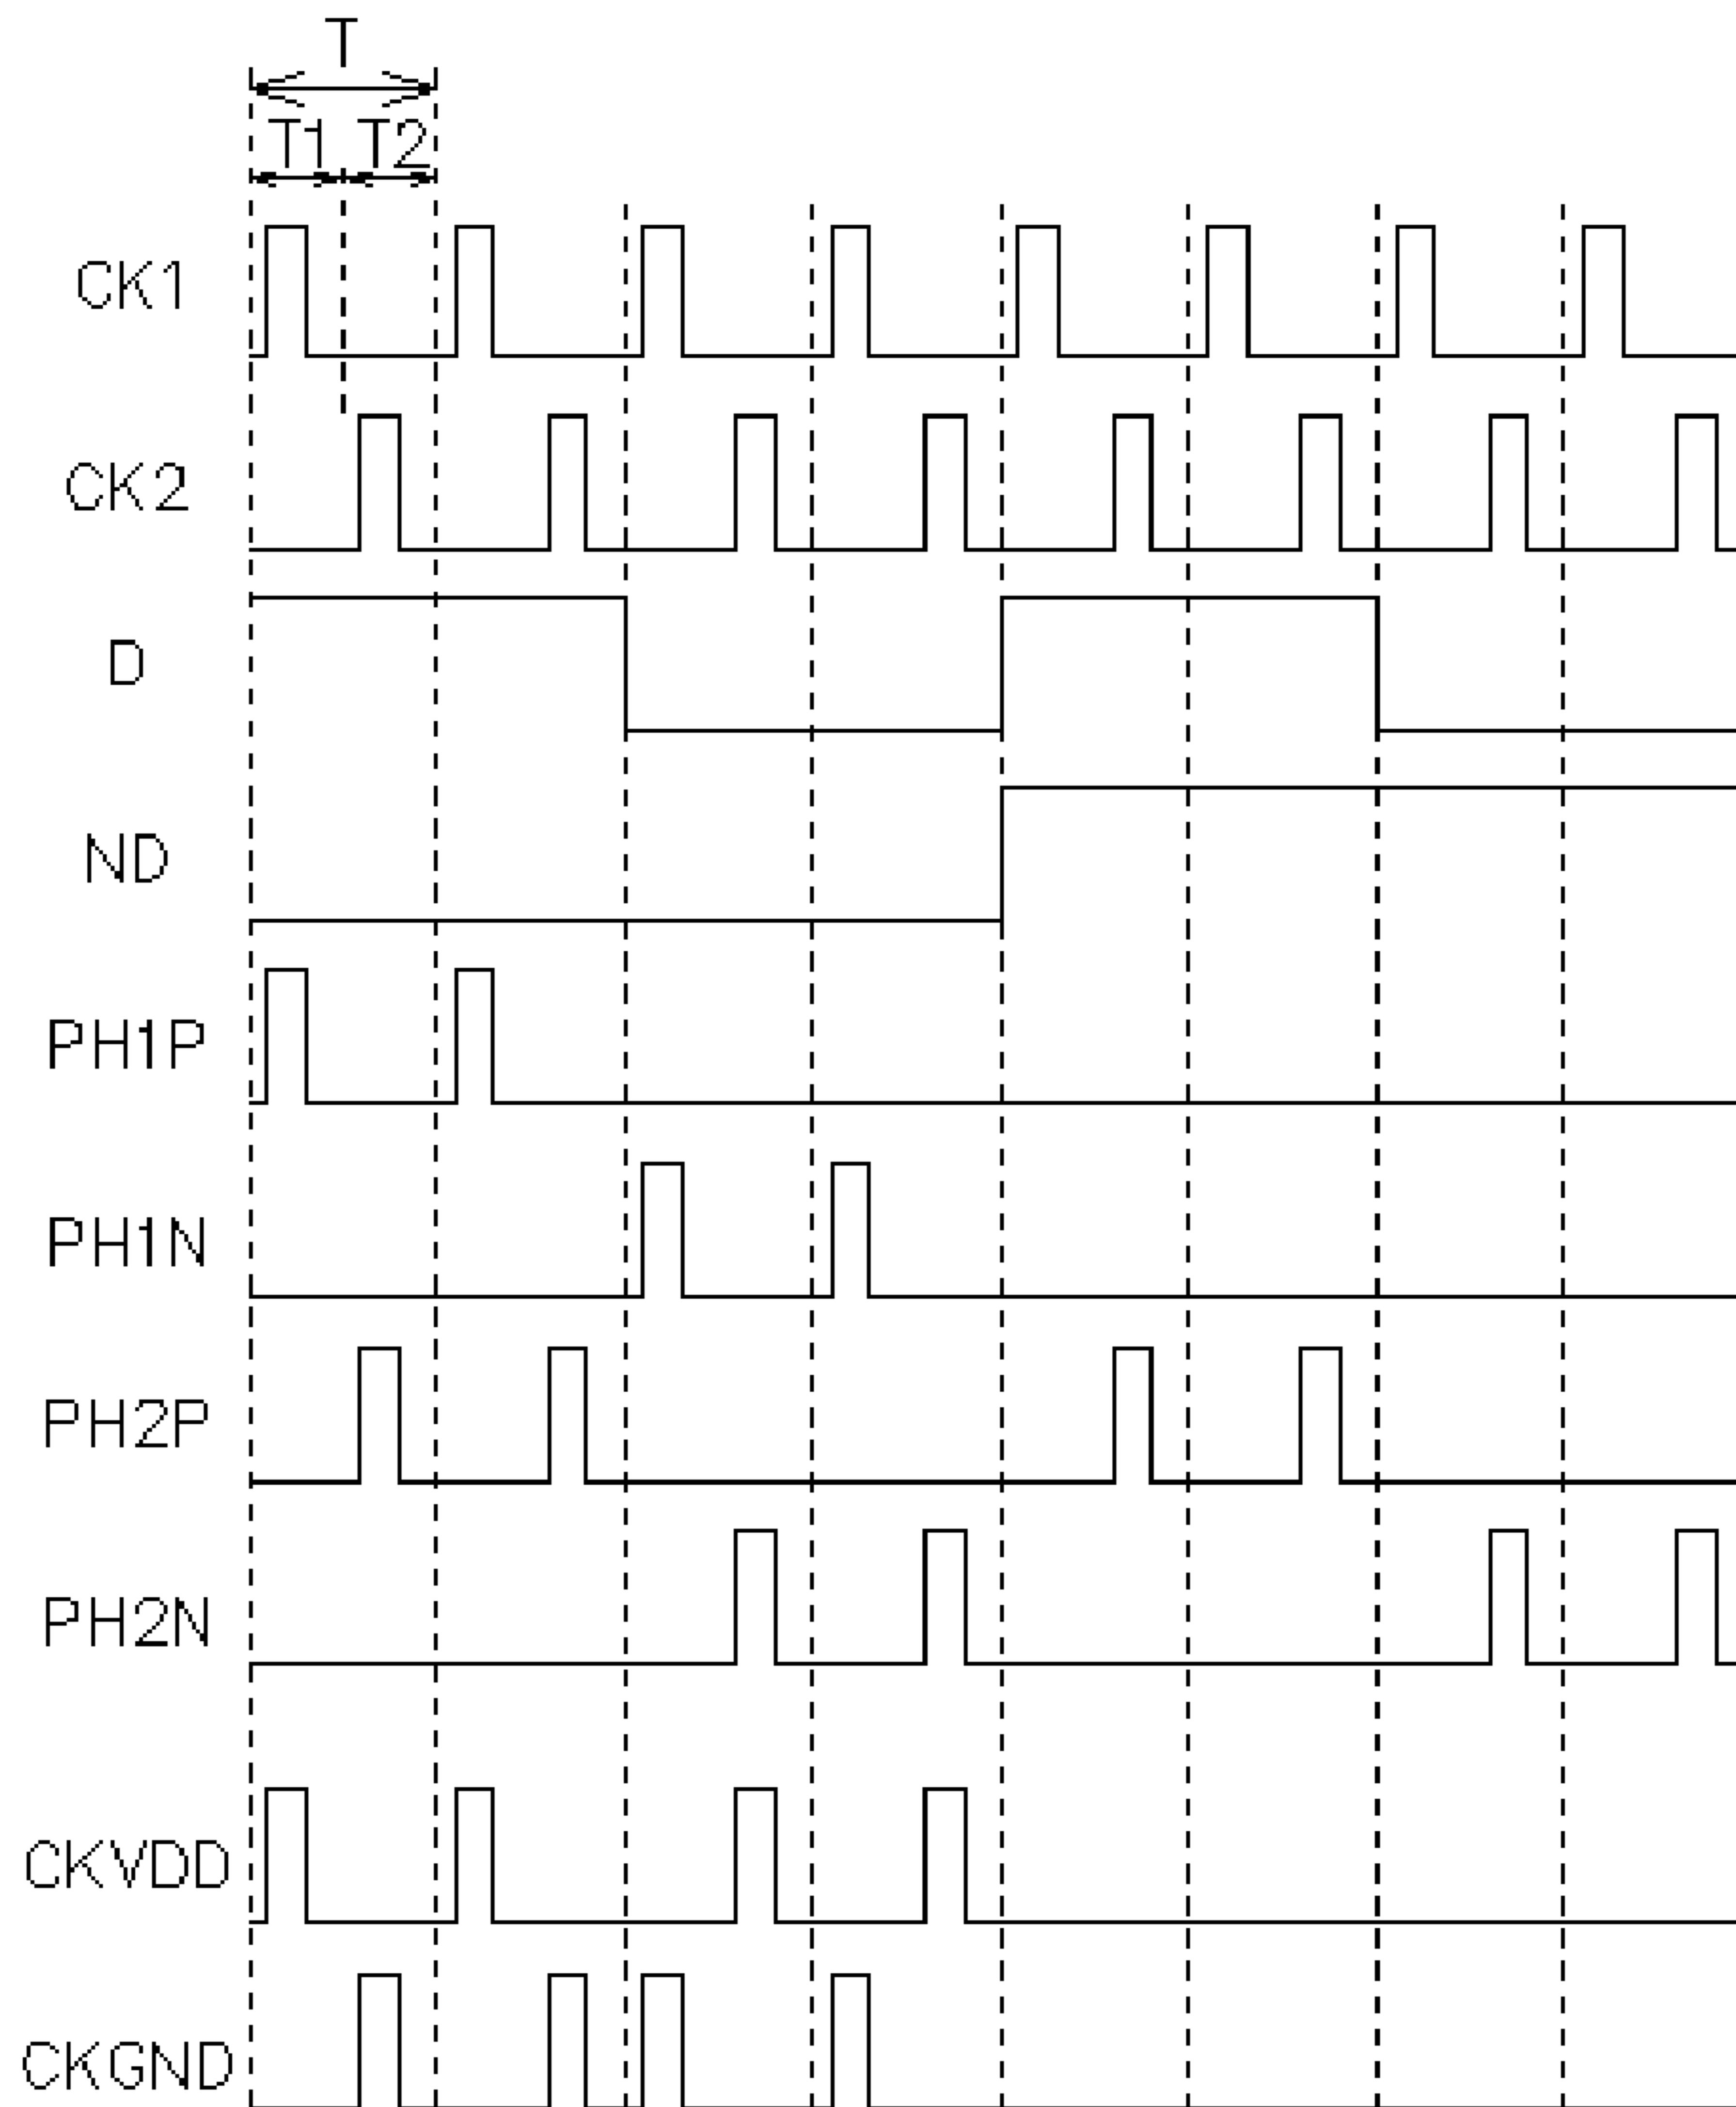 T
T1 T2
CK1
CK2
D
ND
PH1P
PH1N
PH2P
PH2N
CKVDD
CKGND